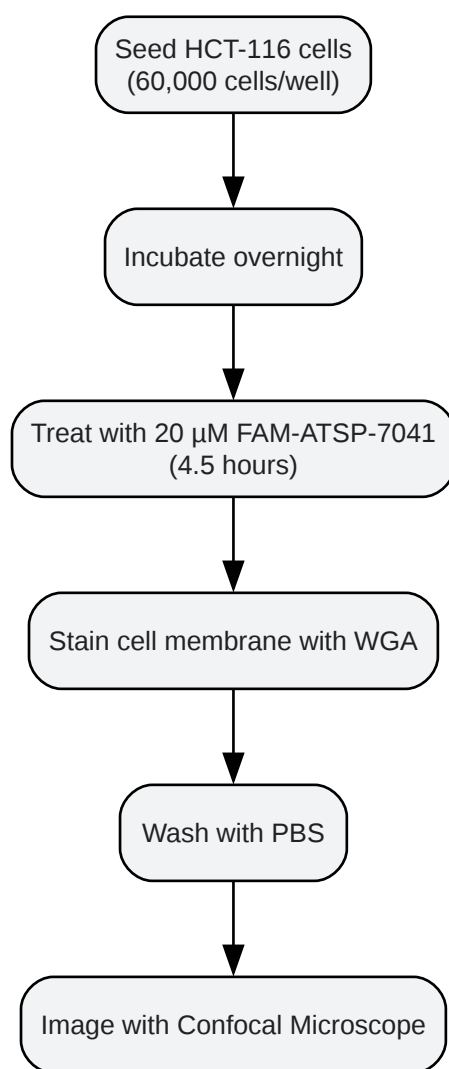 Seed HCT-116 cells
(60,000 cells/well)
Incubate overnight
Treat with 20 µM FAM-ATSP-7041
(4.5 hours)
Stain cell membrane with WGA
Wash with PBS
Image with Confocal Microscope